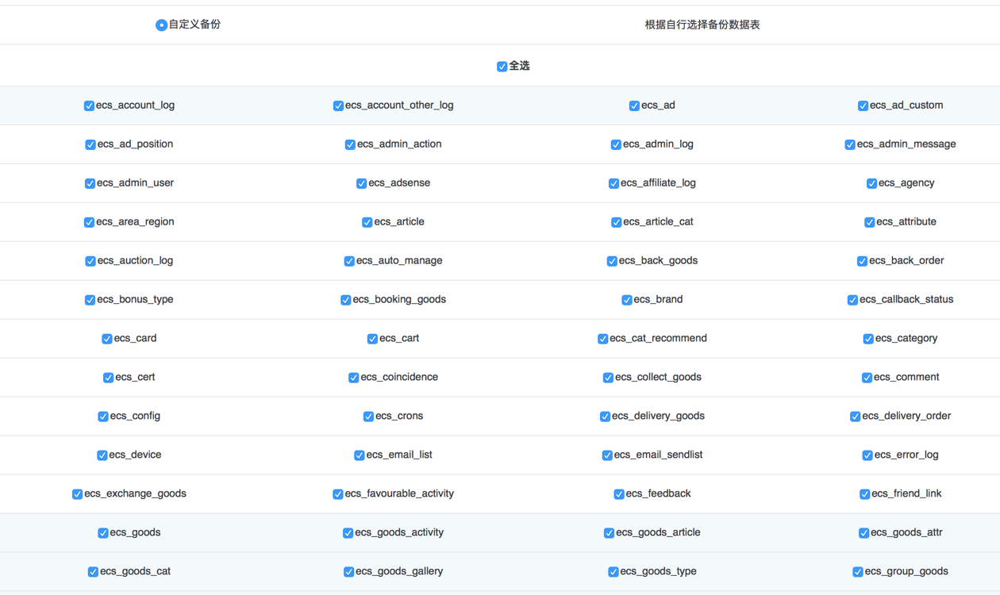 自定义备份 根据自行选择备份数据表
全选
ecs_account_log ecs_account_other_log ecs_ad ecs_ad_custom
ecs_ad_position ecs_admin_action ecs_admin_log ecs_admin_message
ecs_admin_user ecs_adsense ecs_affiliate_log ecs_agency
ecs_area_region ecs_article ecs_article_cat ecs_attribute
ecs_auction_log ecs_auto_manage ecs_back_goods ecs_back_order
ecs_bonus_type ecs_booking_goods ecs_brand ecs_callback_status
ecs_card ecs_cart ecs_cat_recommend ecs_category
ecs_cert ecs_coincidence ecs_collect_goods ecs_comment
ecs_config ecs_crons ecs_delivery_goods ecs_delivery_order
ecs_device ecs_email_list ecs_email_sendlist ecs_error_log
ecs_exchange_goods ecs_favourable_activity ecs_feedback ecs_friend_link
ecs_goods ecs_goods_activity ecs_goods_article ecs_goods_attr
ecs_goods_cat ecs_goods_gallery ecs_goods_type ecs_group_goods